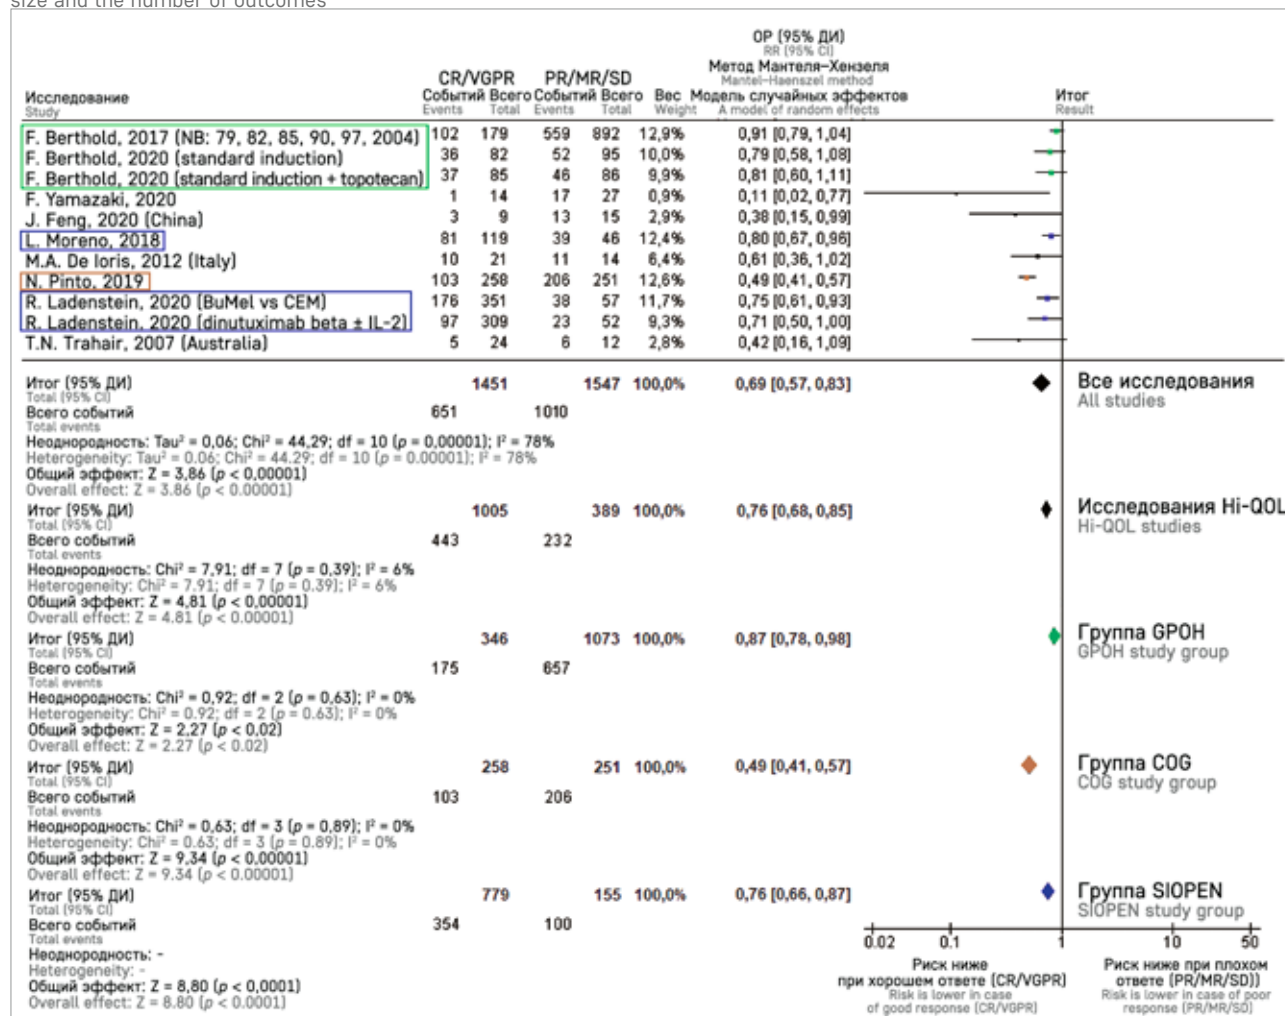 size and the number of outcomes
ОР (95% ДИ)
RR (95% CI)
CR/VGPR PR/MR/SD Метод Мантеля–Хензеля
Mantel–Haenszel method
Исследование Событий Всего Событий Всего Вес Модель случайных эффектов Итог
Study Events Total Events Total Weight A model of random effects Result
F. Berthold, 2017 (NB: 79, 82, 85, 90, 97, 2004) 102 179 559 892 12,9% 0,91 [0,79, 1,04]
F. Berthold, 2020 (standard induction) 36 82 52 95 10,0% 0,79 [0,58, 1,08]
F. Berthold, 2020 (standard induction + topotecan) 37 85 46 86 9,9% 0,81 [0,60, 1,11]
F. Yamazaki, 2020 1 14 17 27 0,9% 0,11 [0,02, 0,77]
J. Feng, 2020 (China) 3 9 13 15 2,9% 0,38 [0,15, 0,99]
L. Moreno, 2018 81 119 39 46 12,4% 0,80 [0,67, 0,96]
M.A. De Ioris, 2012 (Italy) 10 21 11 14 6,4% 0,61 [0,36, 1,02]
N. Pinto, 2019 103 258 206 251 12,6% 0,49 [0,41, 0,57]
R. Ladenstein, 2020 (BuMel vs CEM) 176 351 38 57 11,7% 0,75 [0,61, 0,93]
R. Ladenstein, 2020 (dinutuximab beta ± IL-2) 97 309 23 52 9,3% 0,71 [0,50, 1,00]
T.N. Trahair, 2007 (Australia) 5 24 6 12 2,8% 0,42 [0,16, 1,09]
Итог (95% ДИ) 1451 1547 100,0% 0,69 [0,57, 0,83] Все исследования
Total (95% CI) All studies
Всего событий 651 1010
Total events
Неоднородность: Tau² = 0,06; Chi² = 44,29; df = 10 (p = 0,00001); I² = 78%
Heterogeneity: Tau² = 0.06; Chi² = 44.29; df = 10 (p = 0.00001); I² = 78%
Общий эффект: Z = 3,86 (p < 0,00001)
Overall effect: Z = 3.86 (p < 0.00001)
Итог (95% ДИ) 1005 389 100,0% 0,76 [0,68, 0,85] Исследования Hi-QOL
Total (95% CI) Hi-QOL studies
Всего событий 443 232
Total events
Неоднородность: Chi² = 7,91; df = 7 (p = 0,39); I² = 6%
Heterogeneity: Chi² = 7.91; df = 7 (p = 0.39); I² = 6%
Общий эффект: Z = 4,81 (p < 0,00001)
Overall effect: Z = 4.81 (p < 0.00001)
Итог (95% ДИ) 346 1073 100,0% 0,87 [0,78, 0,98] Группа GPOH
Total (95% CI) GPOH study group
Всего событий 175 657
Total events
Неоднородность: Chi² = 0,92; df = 2 (p = 0,63); I² = 0%
Heterogeneity: Chi² = 0.92; df = 2 (p = 0.63); I² = 0%
Общий эффект: Z = 2,27 (p < 0,02)
Overall effect: Z = 2.27 (p < 0.02)
Итог (95% ДИ) 258 251 100,0% 0,49 [0,41, 0,57] Группа COG
Total (95% CI) COG study group
Всего событий 103 206
Total events
Неоднородность: Chi² = 0,63; df = 3 (p = 0,89); I² = 0%
Heterogeneity: Chi² = 0.63; df = 3 (p = 0.89); I² = 0%
Общий эффект: Z = 9,34 (p < 0,00001)
Overall effect: Z = 9.34 (p < 0.00001)
Итог (95% ДИ) 779 155 100,0% 0,76 [0,66, 0,87] Группа SIOPEN
Total (95% CI) SIOPEN study group
Всего событий 354 100
Total events
Неоднородность: -
Heterogeneity: -
Общий эффект: Z = 8,80 (p < 0,0001)
Overall effect: Z = 8.80 (p < 0.0001)
0.02 0.1 1 10 50
Риск ниже Риск ниже при плохом
при хорошем ответе (CR/VGPR) ответе (PR/MR/SD))
Risk is lower in case Risk is lower in case of poor
of good response (CR/VGPR) response (PR/MR/SD)